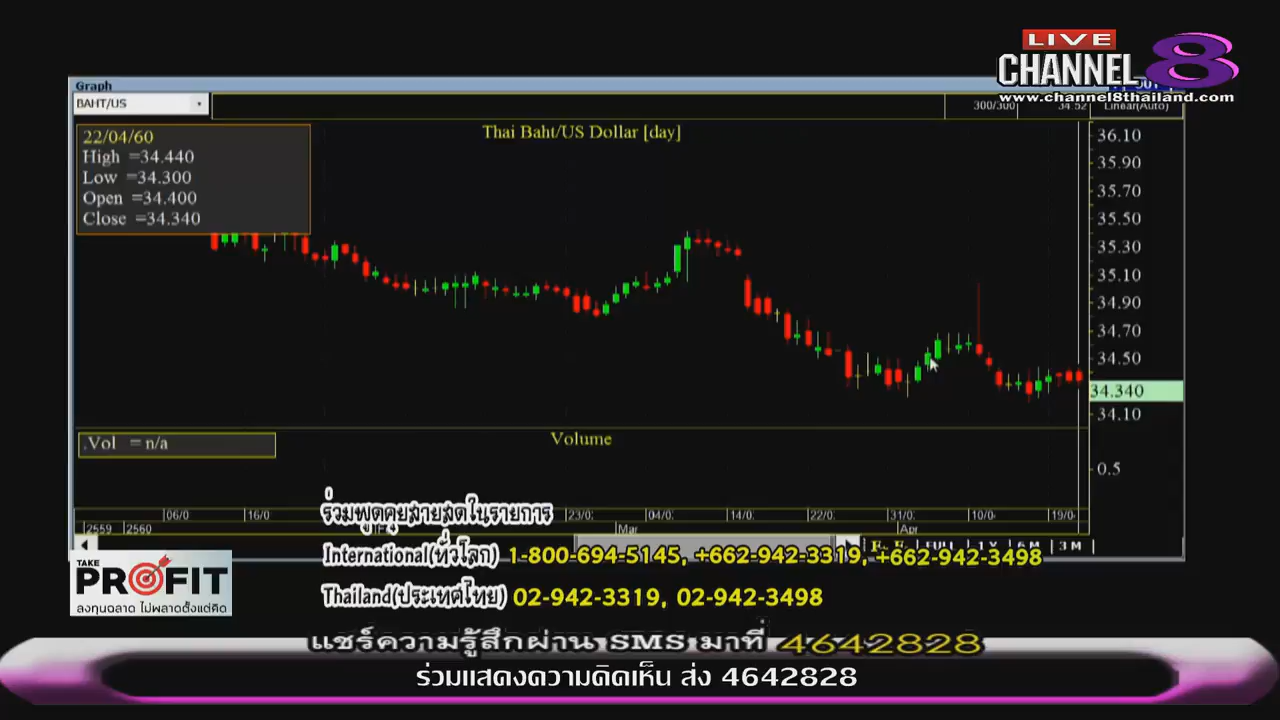 LIVE
CHANNEL 8
www.channel8thailand.com
Graph
BAHT/US
300/300
34.52
Linear(Auto)
Thai Baht/US Dollar [day]
22/04/60
High =34.440
Low =34.300
Open =34.400
Close =34.340
36.10
35.90
35.70
35.50
35.30
35.10
34.90
34.70
34.50
34.340
34.10
Volume
.Vol = n/a
0.5
06/0 16/0 23/0 04/0 14/0 22/0 31/0 10/0 19/0
2559 2560 Mar Apr
1Y 6M 3M
ร่วมพูดคุยสายสดในรายการ
International(ทั่วโลก) 1-800-694-5145, +662-942-3319, +662-942-3498
Thailand(ประเทศไทย) 02-942-3319, 02-942-3498
TAKE
PROFIT
ลงทุนฉลาด ไม่พลาดตั้งแต่คิด
แชร์ความรู้สึกผ่าน SMS มาที่ 4642828
ร่วมแสดงความคิดเห็น ส่ง 4642828